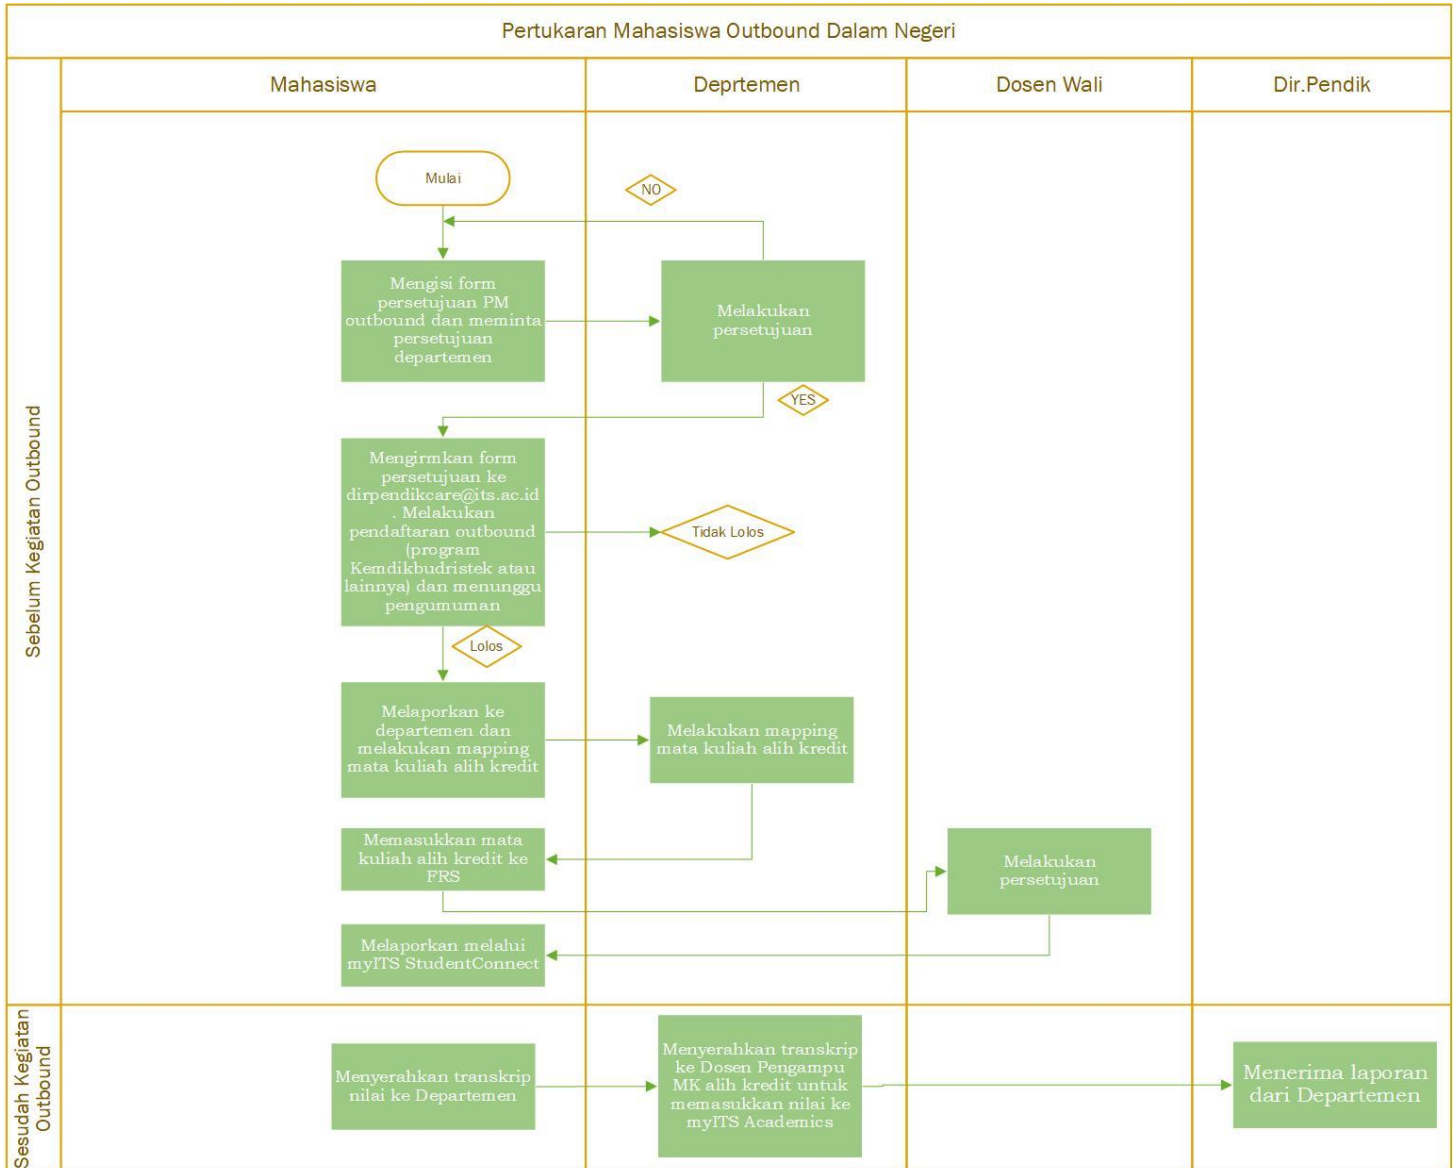 Pertukaran Mahasiswa Outbound Dalam Negeri
Mahasiswa
Deprtemen
Dosen Wali
Dir.Pendik
Sebelum Kegiatan Outbound
Mulai
NO
Mengisi form
persetujuan PM
outbound dan meminta
persetujuan
departemen
Melakukan
persetujuan
YES
Mengirmkan form
persetujuan ke
dirpendikcare@its.ac.id
. Melakukan
pendaftaran outbound
(program
Kemdikbudristek atau
lainnya) dan menunggu
pengumuman
Tidak Lolos
Lolos
Melaporkan ke
departemen dan
melakukan mapping
mata kuliah alih kredit
Melakukan mapping
mata kuliah alih kredit
Memasukkan mata
kuliah alih kredit ke
FRS
Melakukan
persetujuan
Melaporkan melalui
myITS StudentConnect
Sesudah Kegiatan
Outbound
Menyerahkan transkrip
nilai ke Departemen
Menyerahkan transkrip
ke Dosen Pengampu
MK alih kredit untuk
memasukkan nilai ke
myITS Academics
Menerima laporan
dari Departemen